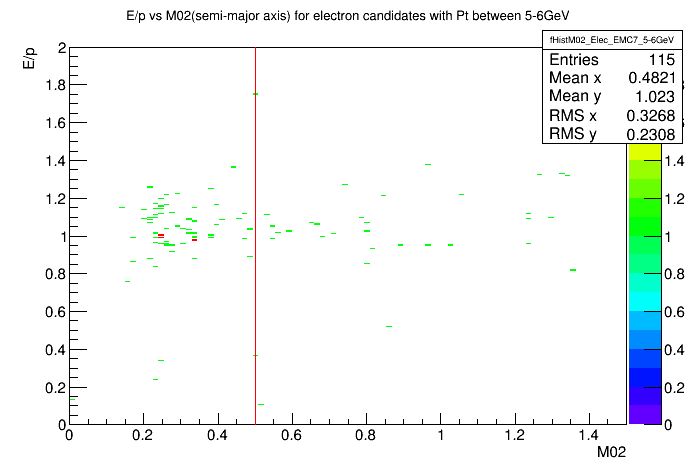 E/p vs M02(semi-major axis) for electron candidates with Pt between 5-6GeV
fHistM02_Elec_EMC7_5-6GeV
Entries 115
Mean x 0.4821
Mean y 1.023
RMS x 0.3268
RMS y 0.2308
E/p
2
1.8
1.6
1.4
1.2
1
0.8
0.6
0.4
0.2
0
0 0.2 0.4 0.6 0.8 1 1.2 1.4
M02
1.4
1.2
1
0.8
0.6
0.4
0.2
0